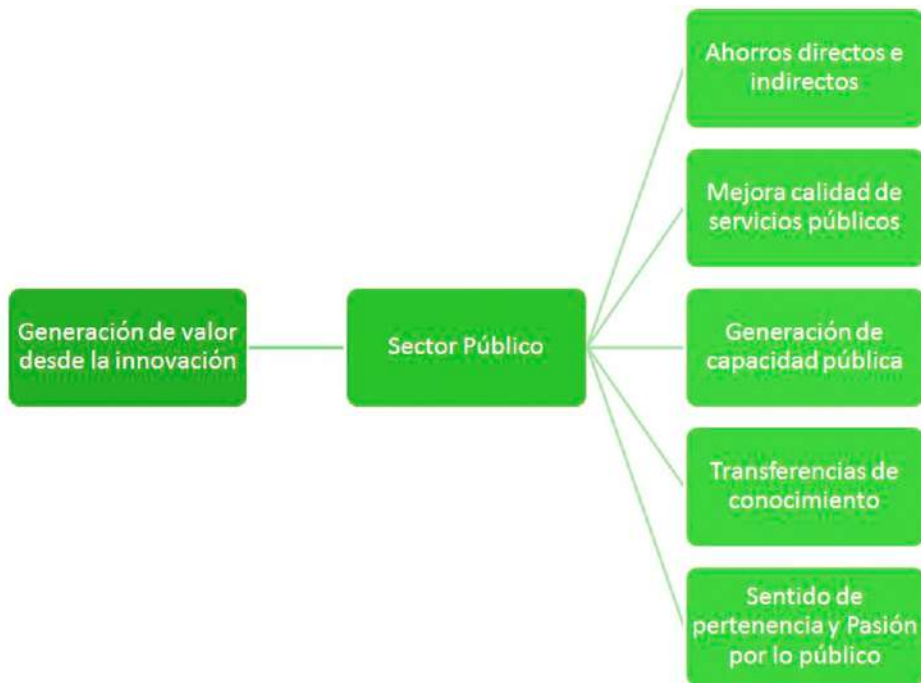 Generación de valor
desde la innovación
Sector Público
Ahorros directos e
indirectos
Mejora calidad de
servicios públicos
Generación de
capacidad pública
Transferencias de
conocimiento
Sentido de
pertenencia y Pasión
por lo público